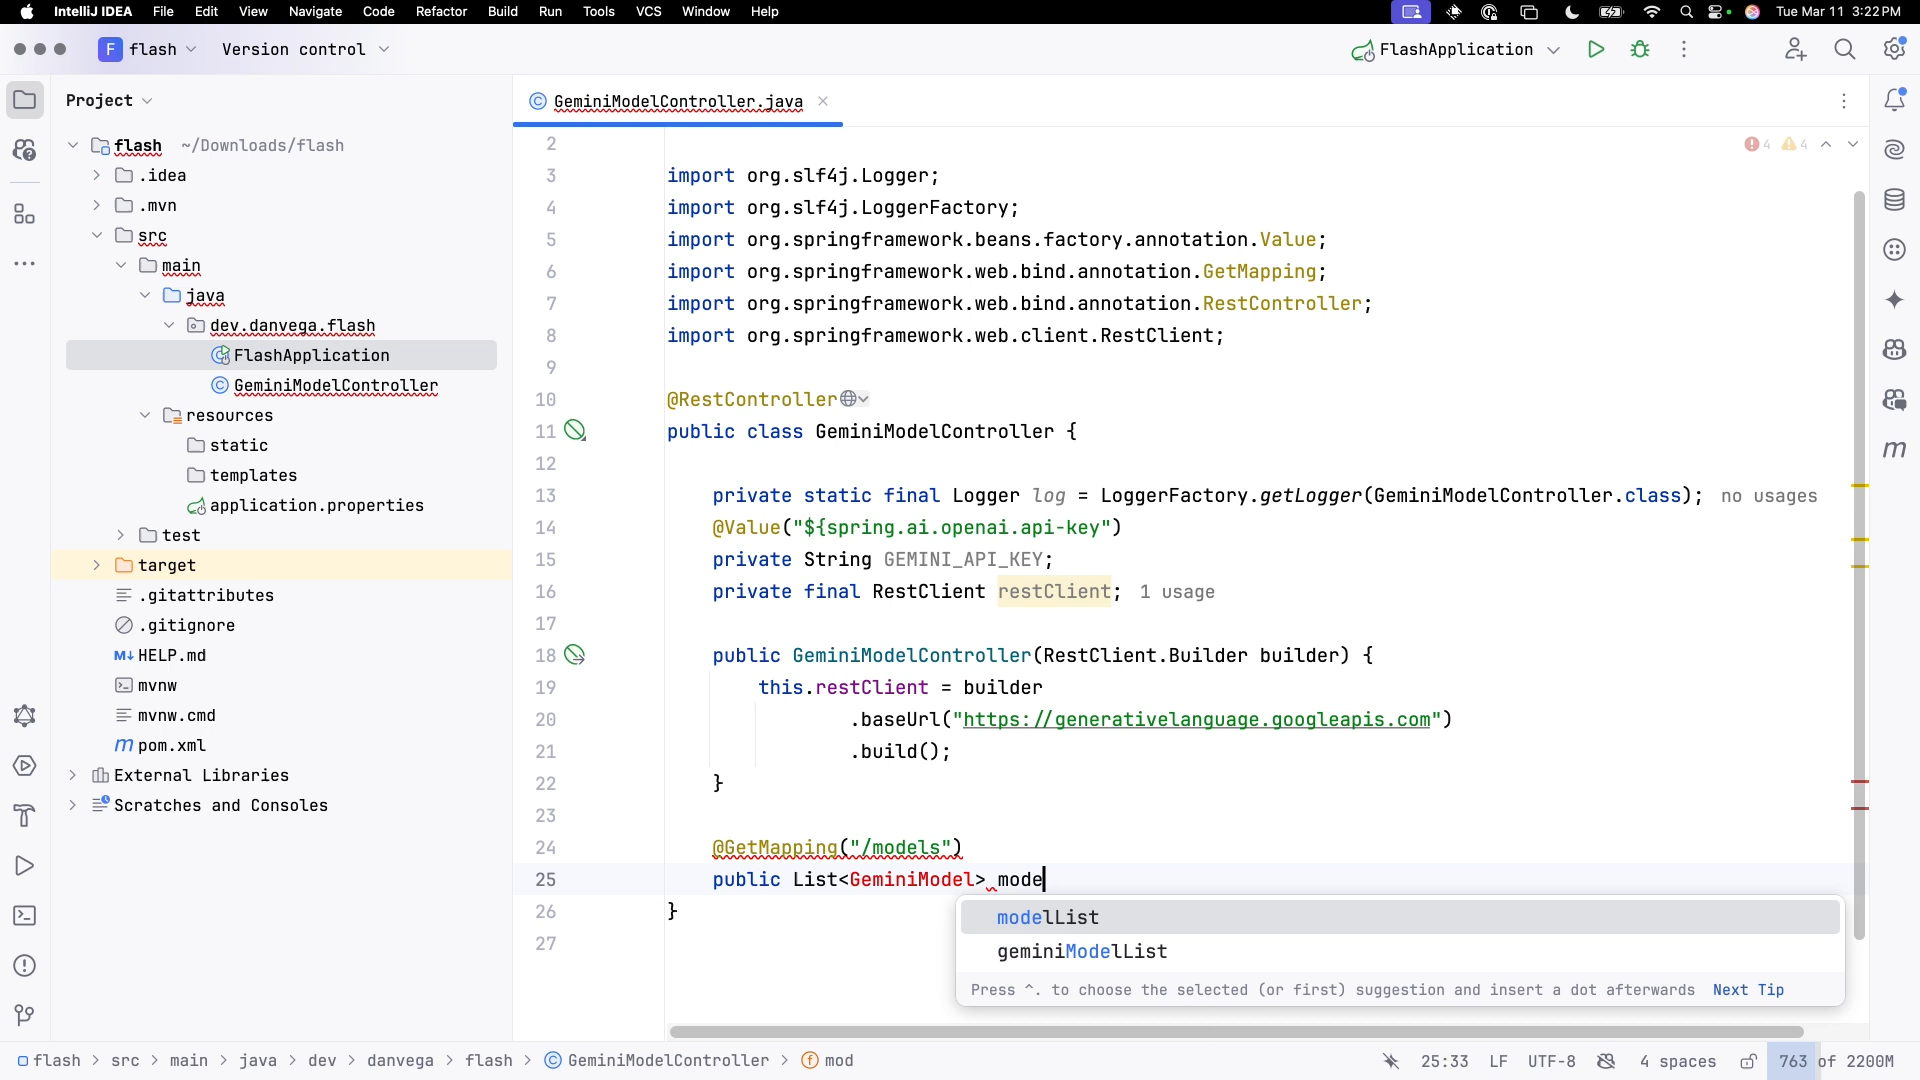 IntelliJ IDEA File Edit View Navigate Code Refactor Build Run Tools VCS Window Help Tue Mar 11 3:22 PM
F flash Version control FlashApplication
Project
GeminiModelController.java
flash ~/Downloads/flash
.idea
.mvn
src
main
java
dev.danvega.flash
FlashApplication
GeminiModelController
resources
static
templates
application.properties
test
target
.gitattributes
.gitignore
M↓ HELP.md
mvnw
mvnw.cmd
m pom.xml
External Libraries
Scratches and Consoles
4 4
2
3 import org.slf4j.Logger;
4 import org.slf4j.LoggerFactory;
5 import org.springframework.beans.factory.annotation.Value;
6 import org.springframework.web.bind.annotation.GetMapping;
7 import org.springframework.web.bind.annotation.RestController;
8 import org.springframework.web.client.RestClient;
9
10 @RestController
11 public class GeminiModelController {
12
13 private static final Logger log = LoggerFactory.getLogger(GeminiModelController.class); no usages
14 @Value("${spring.ai.openai.api-key")
15 private String GEMINI_API_KEY;
16 private final RestClient restClient; 1 usage
17
18 public GeminiModelController(RestClient.Builder builder) {
19 this.restClient = builder
20 .baseUrl("https://generativelanguage.googleapis.com")
21 .build();
22 }
23
24 @GetMapping("/models")
25 public List<GeminiModel> mode
26 }
27
modelList
geminiModelList
Press ^. to choose the selected (or first) suggestion and insert a dot afterwards Next Tip
m
flash > src > main > java > dev > danvega > flash > GeminiModelController > mod 25:33 LF UTF-8 4 spaces 763 of 2200M